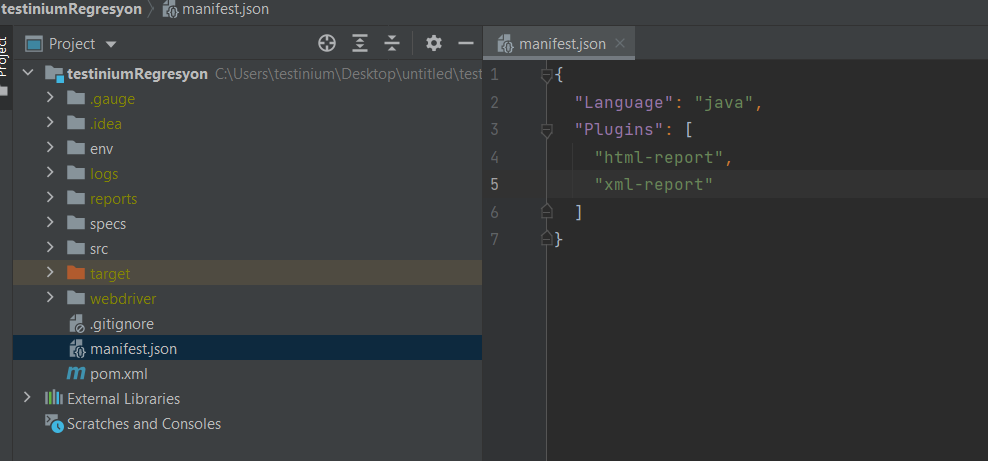 testiniumRegresyon manifest.json
Project
Project
testiniumRegresyon C:\Users\testinium\Desktop\untitled\test
.gauge
.idea
env
logs
reports
specs
src
target
webdriver
.gitignore
manifest.json
pom.xml
External Libraries
Scratches and Consoles
manifest.json
1 {
2 "Language": "java",
3 "Plugins": [
4 "html-report",
5 "xml-report"
6 ]
7 }